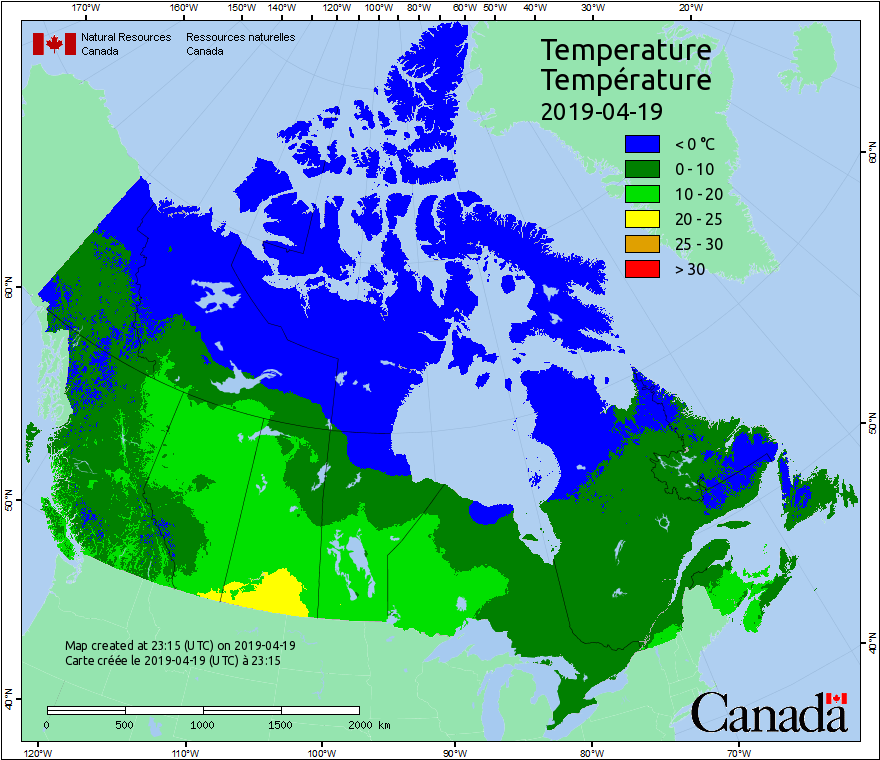 170°W 160°W 150°W 140°W 120°W 100°W 80°W 60°W 50°W 40°W 30°W 20°W
Natural Resources Ressources naturelles
Canada Canada
Temperature
Température
2019-04-19
< 0 °C
0 - 10
10 - 20
20 - 25
25 - 30
> 30
60°N
60°N
50°N
50°N
40°N
40°N
Map created at 23:15 (UTC) on 2019-04-19
Carte créée le 2019-04-19 (UTC) à 23:15
0 500 1000 1500 2000 km
Canada
120°W 110°W 100°W 90°W 80°W 70°W